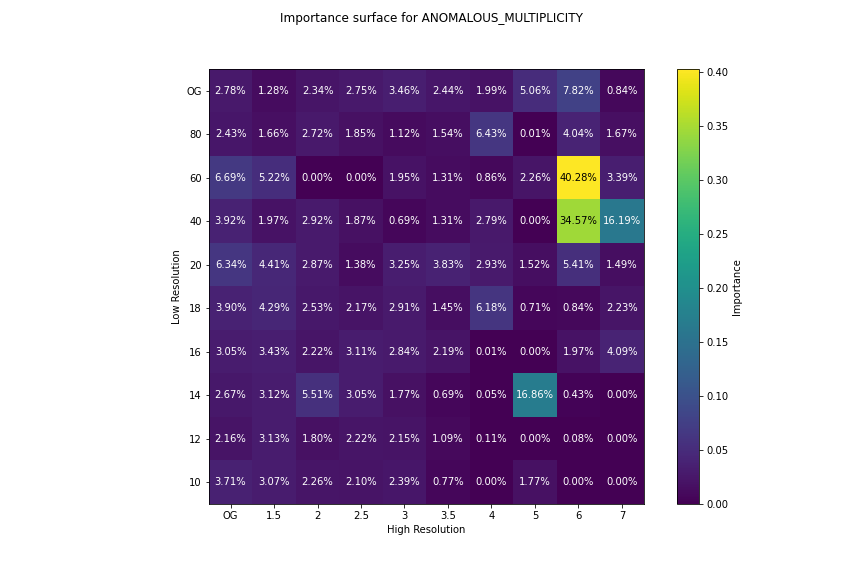 Importance surface for ANOMALOUS_MULTIPLICITY
OG 2.78% 1.28% 2.34% 2.75% 3.46% 2.44% 1.99% 5.06% 7.82% 0.84%
80 2.43% 1.66% 2.72% 1.85% 1.12% 1.54% 6.43% 0.01% 4.04% 1.67%
60 6.69% 5.22% 0.00% 0.00% 1.95% 1.31% 0.86% 2.26% 40.28% 3.39%
40 3.92% 1.97% 2.92% 1.87% 0.69% 1.31% 2.79% 0.00% 34.57% 16.19%
20 6.34% 4.41% 2.87% 1.38% 3.25% 3.83% 2.93% 1.52% 5.41% 1.49%
18 3.90% 4.29% 2.53% 2.17% 2.91% 1.45% 6.18% 0.71% 0.84% 2.23%
16 3.05% 3.43% 2.22% 3.11% 2.84% 2.19% 0.01% 0.00% 1.97% 4.09%
14 2.67% 3.12% 5.51% 3.05% 1.77% 0.69% 0.05% 16.86% 0.43% 0.00%
12 2.16% 3.13% 1.80% 2.22% 2.15% 1.09% 0.11% 0.00% 0.08% 0.00%
10 3.71% 3.07% 2.26% 2.10% 2.39% 0.77% 0.00% 1.77% 0.00% 0.00%
OG 1.5 2 2.5 3 3.5 4 5 6 7
High Resolution
Low Resolution
0.40
0.35
0.30
0.25
0.20
0.15
0.10
0.05
0.00
Importance